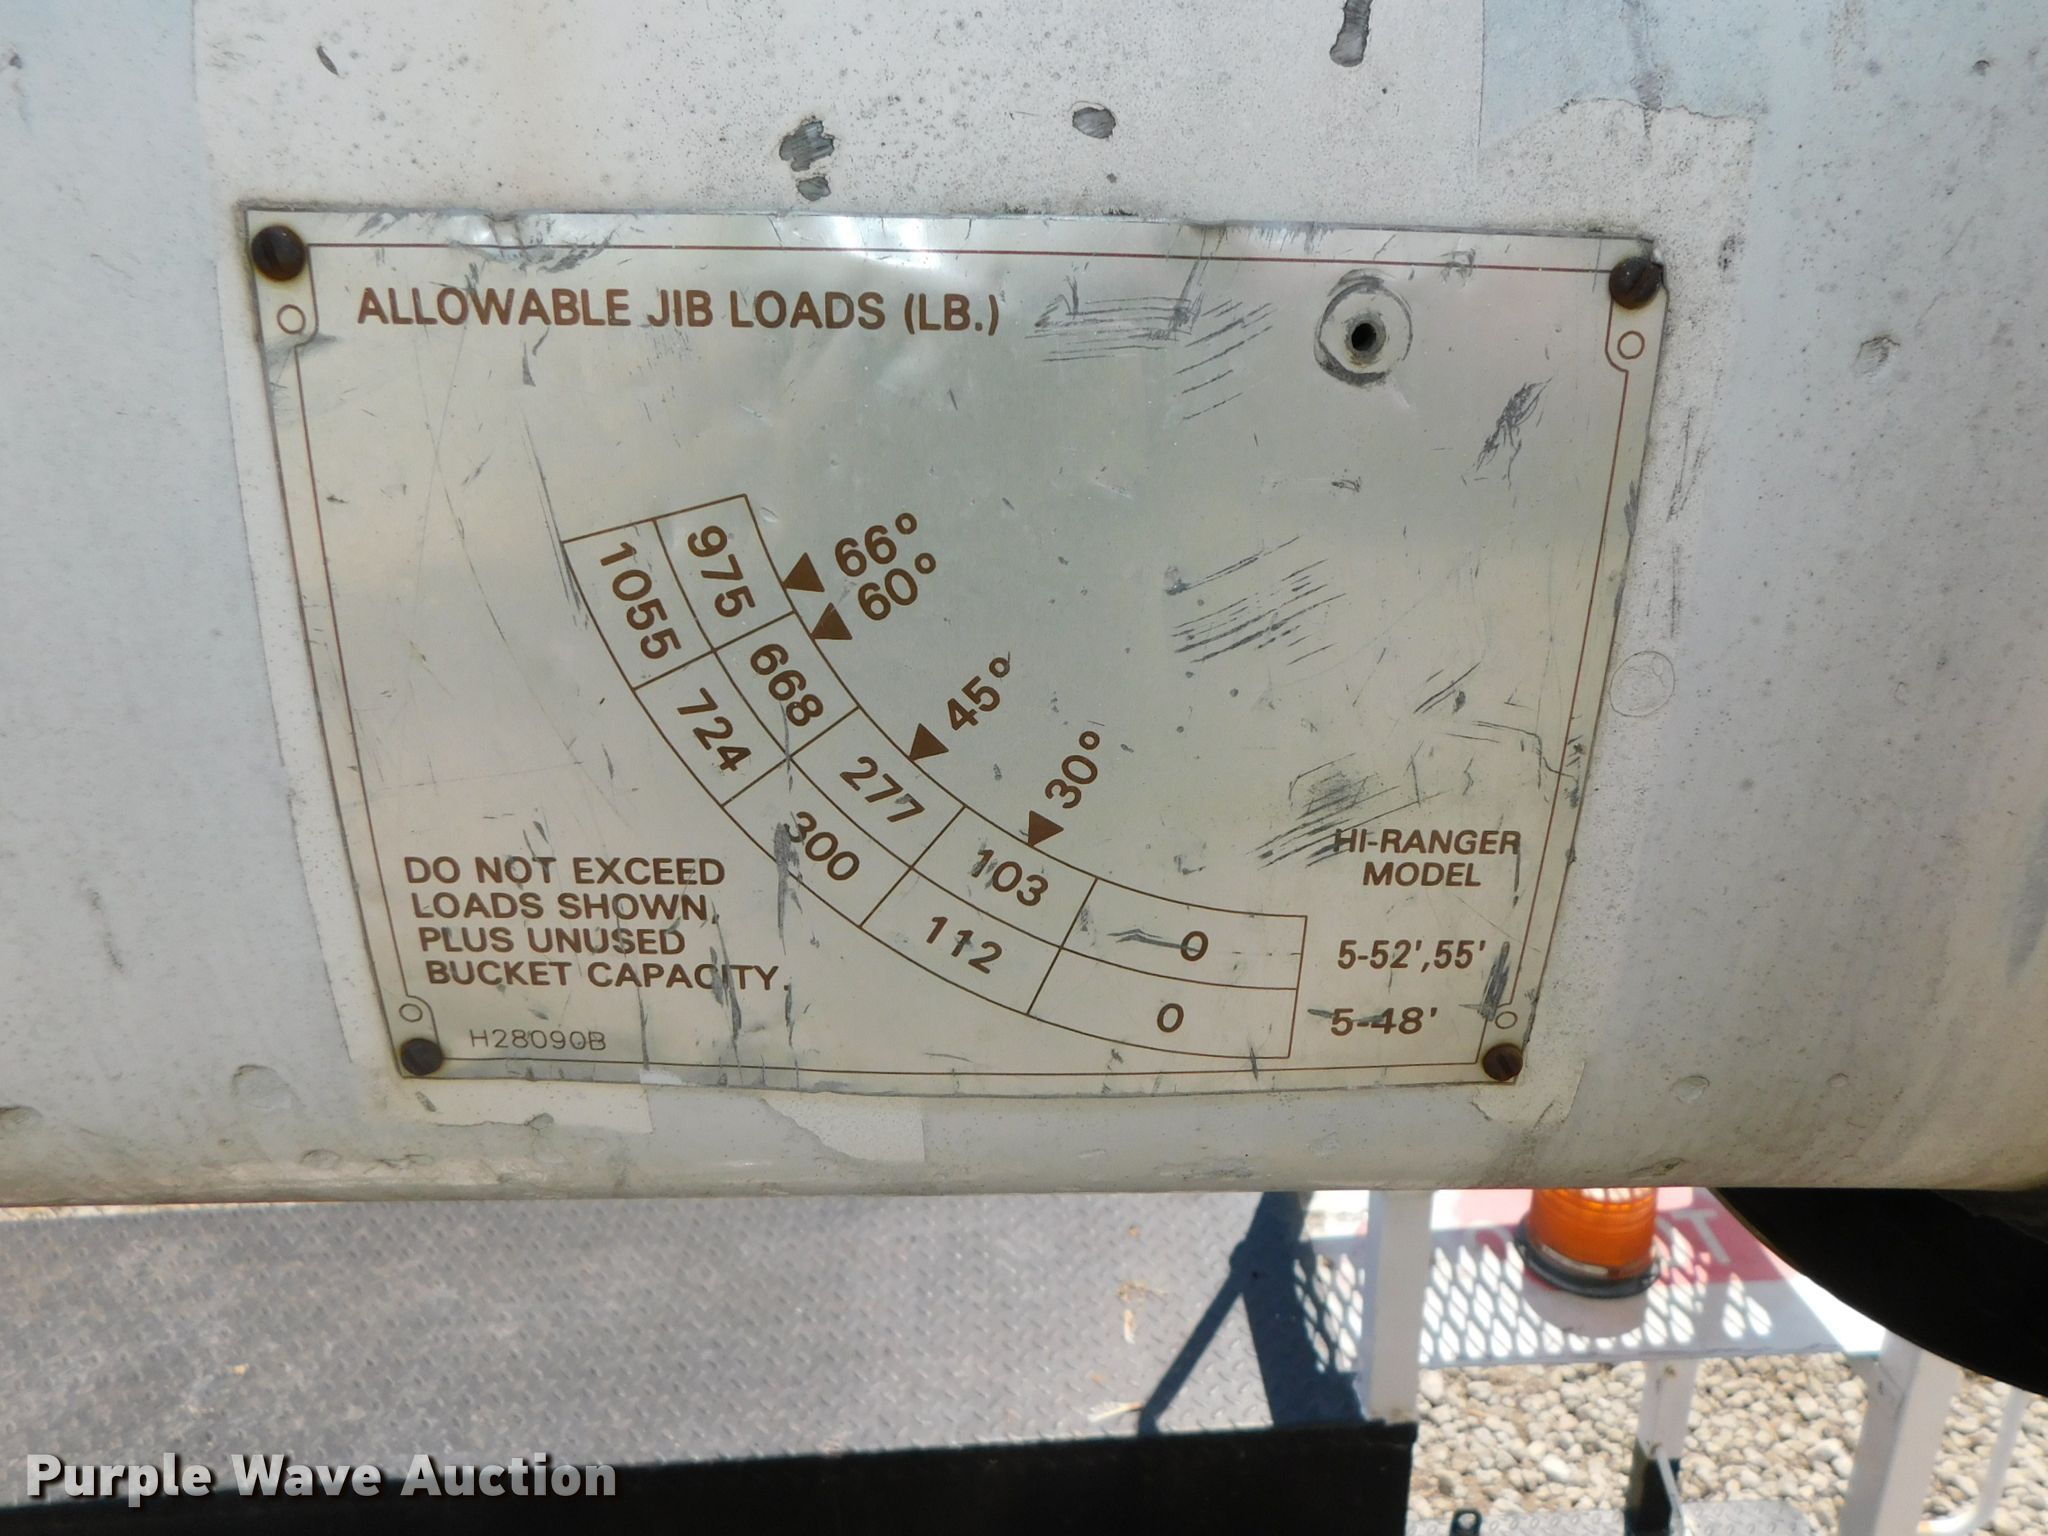 ALLOWABLE JIB LOADS (LB.)
66°
60°
45°
30°
975 668 277 103 0
1055 724 300 112 0
HI-RANGER
MODEL
5-52',55'
5-48'
DO NOT EXCEED
LOADS SHOWN,
PLUS UNUSED
BUCKET CAPACITY.
H28090B
Purple Wave Auction